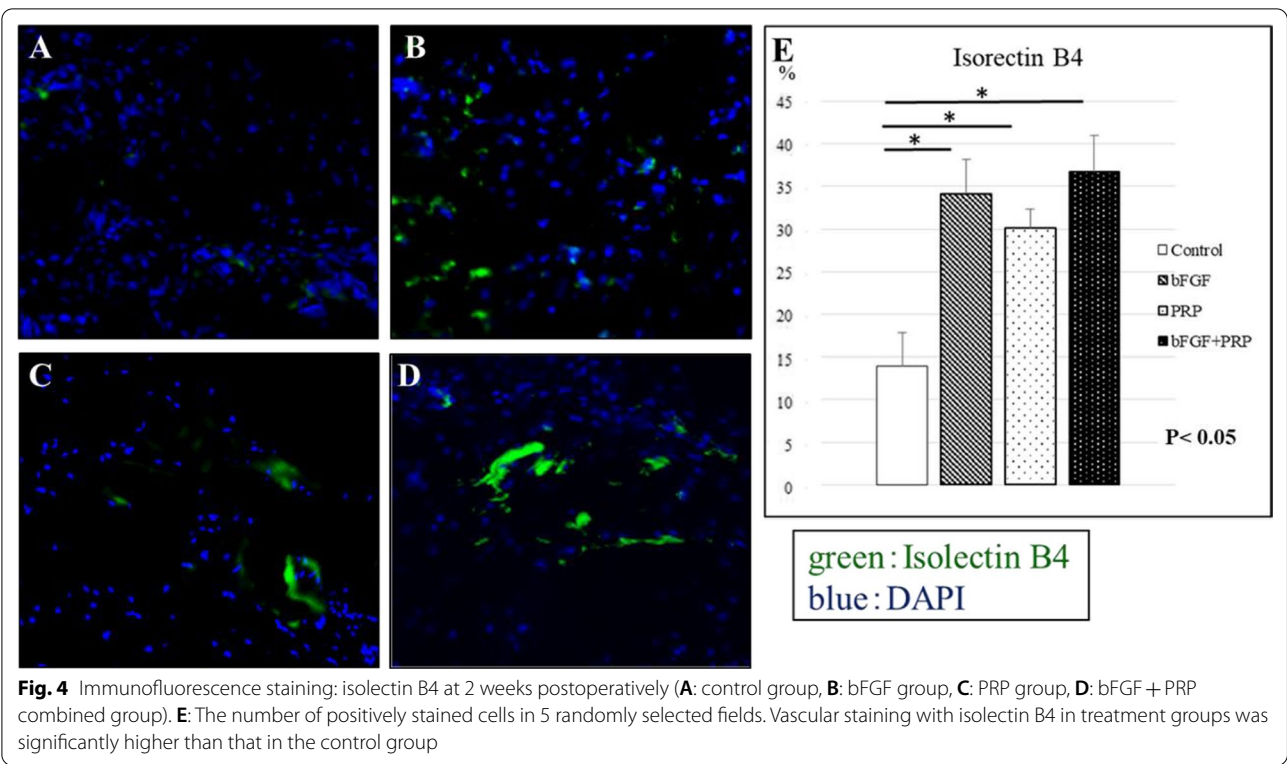 A
B
C
D
E
%
Isorectin B4
*
*
*
45
40
35
30
25
20
15
10
5
0
Control
bFGF
PRP
bFGF+PRP
P< 0.05
green : Isolectin B4
blue : DAPI
Fig. 4 Immunofluorescence staining: isolectin B4 at 2 weeks postoperatively (A: control group, B: bFGF group, C: PRP group, D: bFGF + PRP
combined group). E: The number of positively stained cells in 5 randomly selected fields. Vascular staining with isolectin B4 in treatment groups was
significantly higher than that in the control group